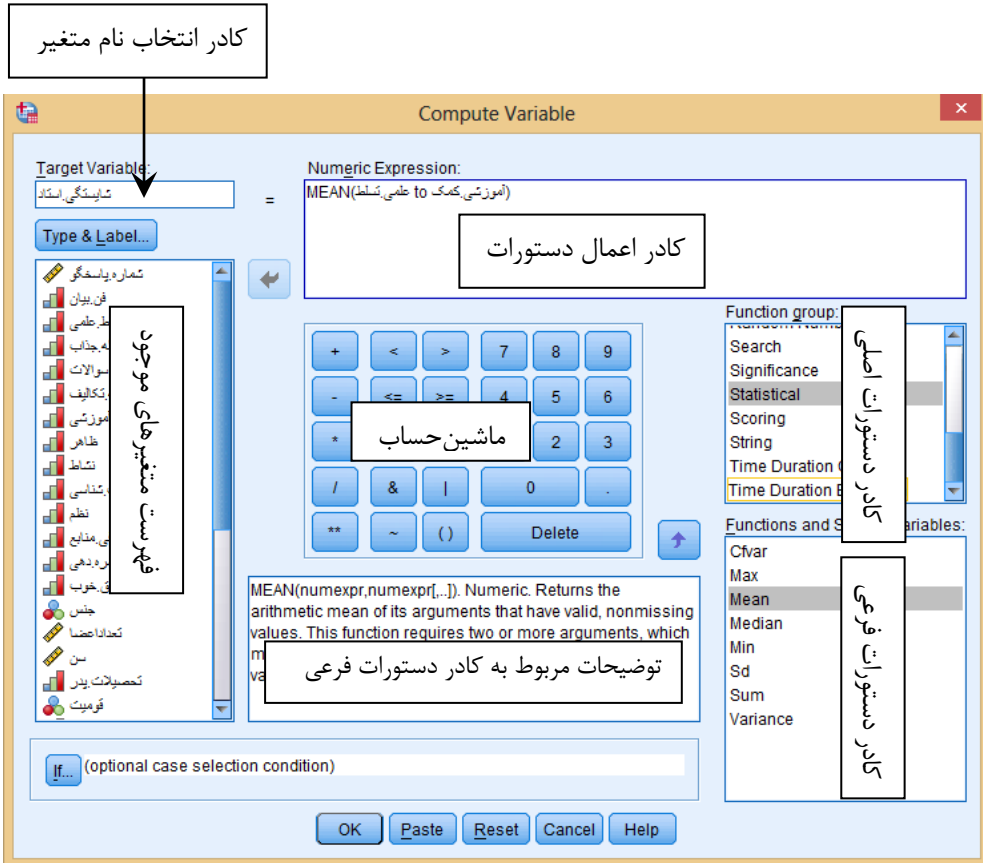 کادر انتخاب نام متغیر
Compute Variable
Target Variable:
شایستگی.استاد
=
Numeric Expression:
MEAN(علمی.تسلط to آموزشی.کمک)
کادر اعمال دستورات
Type & Label...
شماره.پاسخگو
فن.بیان
ط.علمی
ه.جذاب
سوالات
تکالیف
آموزشی
ظاهر
نشاط
شناسی
نظم
ی.منابع
ره.دهی
ق.خوب
جنس
تعداداعضا
سن
تحصیلات.پدر
قومیت
فهرست متغیرهای موجود
+ < > 7 8 9
- <= >= 4 5 6
* 2 3
/ & | 0 .
** ~ ( ) Delete
ماشین‌حساب
Function group:
Search
Significance
Statistical
Scoring
String
Time Duration
Time Duration
کادر دستورات اصلی
Functions and S ariables:
Cfvar
Max
Mean
Median
Min
Sd
Sum
Variance
کادر دستورات فرعی
MEAN(numexpr,numexpr[,..]). Numeric. Returns the
arithmetic mean of its arguments that have valid, nonmissing
values. This function requires two or more arguments, which
توضیحات مربوط به کادر دستورات فرعی
If... (optional case selection condition)
OK Paste Reset Cancel Help